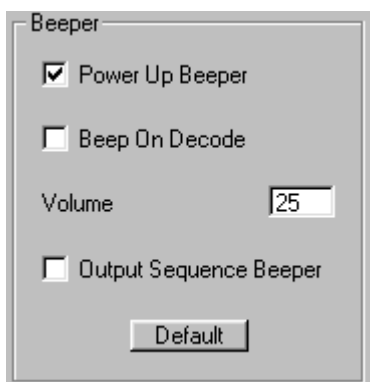 Beeper
Power Up Beeper
Beep On Decode
Volume 25
Output Sequence Beeper
Default